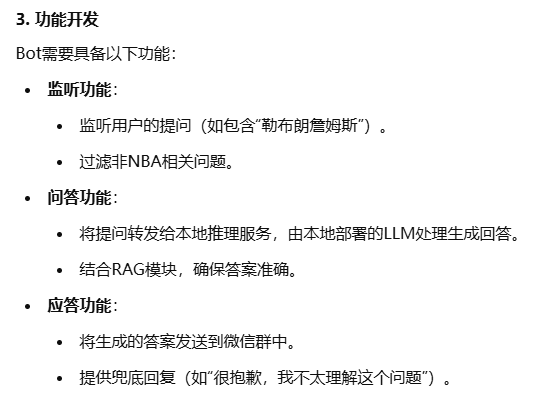 3. 功能开发
Bot需要具备以下功能：
• 监听功能：
• 监听用户的提问（如包含“勒布朗詹姆斯”）。
• 过滤非NBA相关问题。
• 问答功能：
• 将提问转发给本地推理服务，由本地部署的LLM处理生成回答。
• 结合RAG模块，确保答案准确。
• 应答功能：
• 将生成的答案发送到微信群中。
• 提供兜底回复（如“很抱歉，我不太理解这个问题”）。